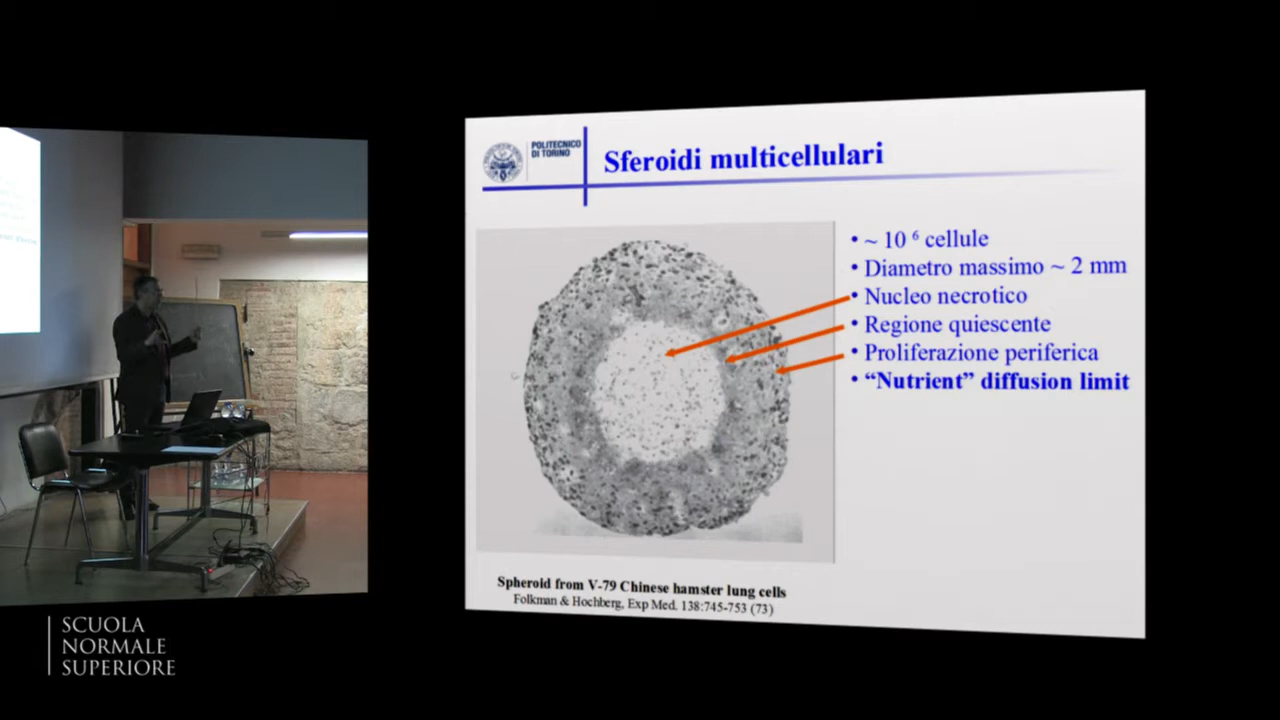 POLITECNICO
DI TORINO
Sferoidi multicellulari
• ~ 10 ⁶ cellule
• Diametro massimo ~ 2 mm
• Nucleo necrotico
• Regione quiescente
• Proliferazione periferica
• “Nutrient” diffusion limit
Spheroid from V-79 Chinese hamster lung cells
Folkman & Hochberg, Exp Med. 138:745-753 (73)
SCUOLA
NORMALE
SUPERIORE